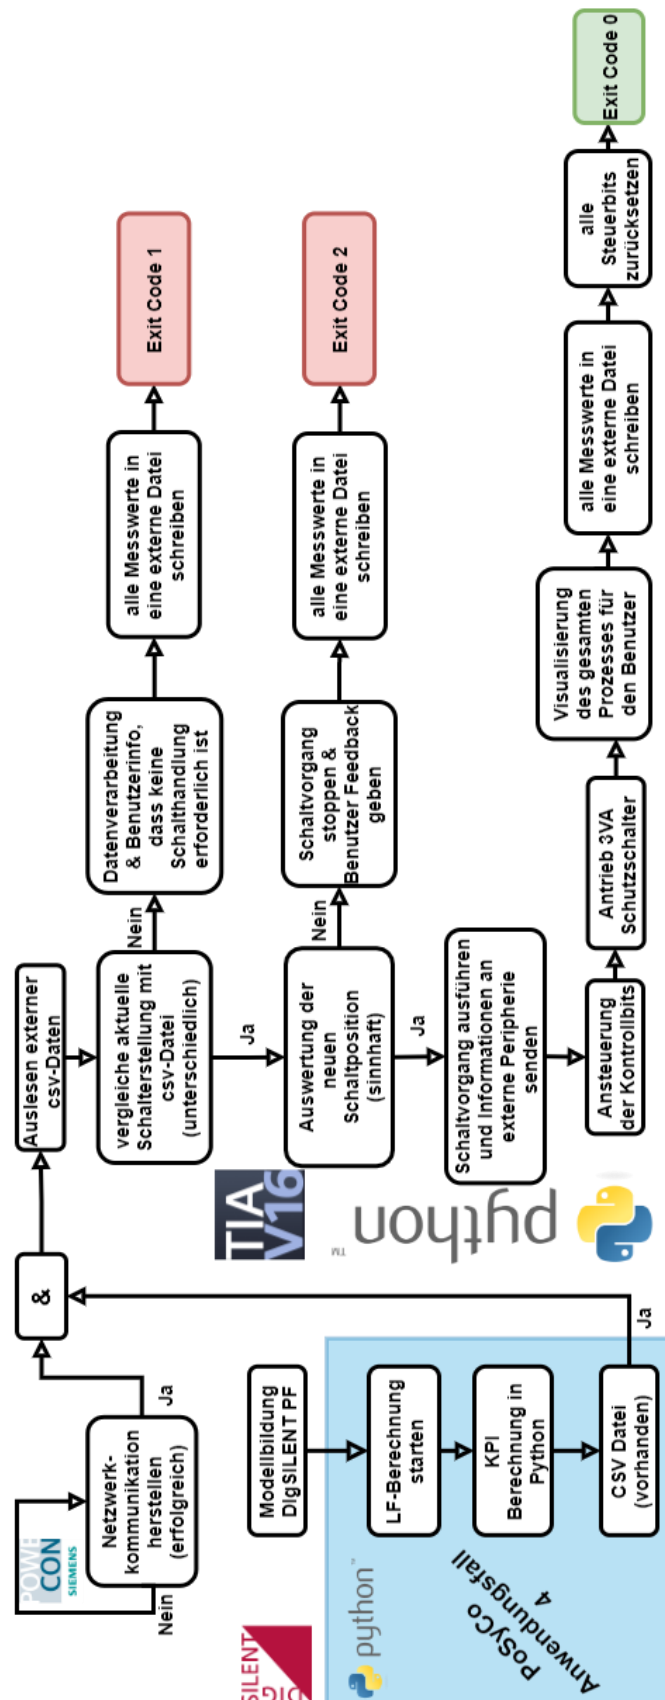 POWE
CON
SIEMENS
Netzwerk-
kommunikation
herstellen
(erfolgreich)
Nein
Ja
&
Auslesen externer
csv-Daten
vergleiche aktuelle
Schalterstellung mit
csv-Datei
(unterschiedlich)
Nein
Ja
Datenverarbeitung
& Benutzerinfo,
dass keine
Schalthandlung
erforderlich ist
alle Messwerte in
eine externe Datei
schreiben
Exit Code 1
Auswertung der
neuen
Schaltposition
(sinnhaft)
Nein
Ja
Schaltvorgang
stoppen &
Benutzer Feedback
geben
alle Messwerte in
eine externe Datei
schreiben
Exit Code 2
Schaltvorgang ausführen
und Informationen an
externe Peripherie
senden
Ansteuerung
der Kontrollbits
Antrieb 3VA
Schutzschalter
Visualisierung
des gesamten
Prozesses für
den Benutzer
alle Messwerte in
eine externe Datei
schreiben
alle
Steuerbits
zurücksetzen
Exit Code 0
TIA
V16
python
TM
SILENT
DIG
Modellbildung
DIgSILENT PF
LF-Berechnung
starten
KPI
Berechnung in
Python
CSV Datei
(vorhanden)
Ja
python
PoSyCo
Anwendungsfall
4